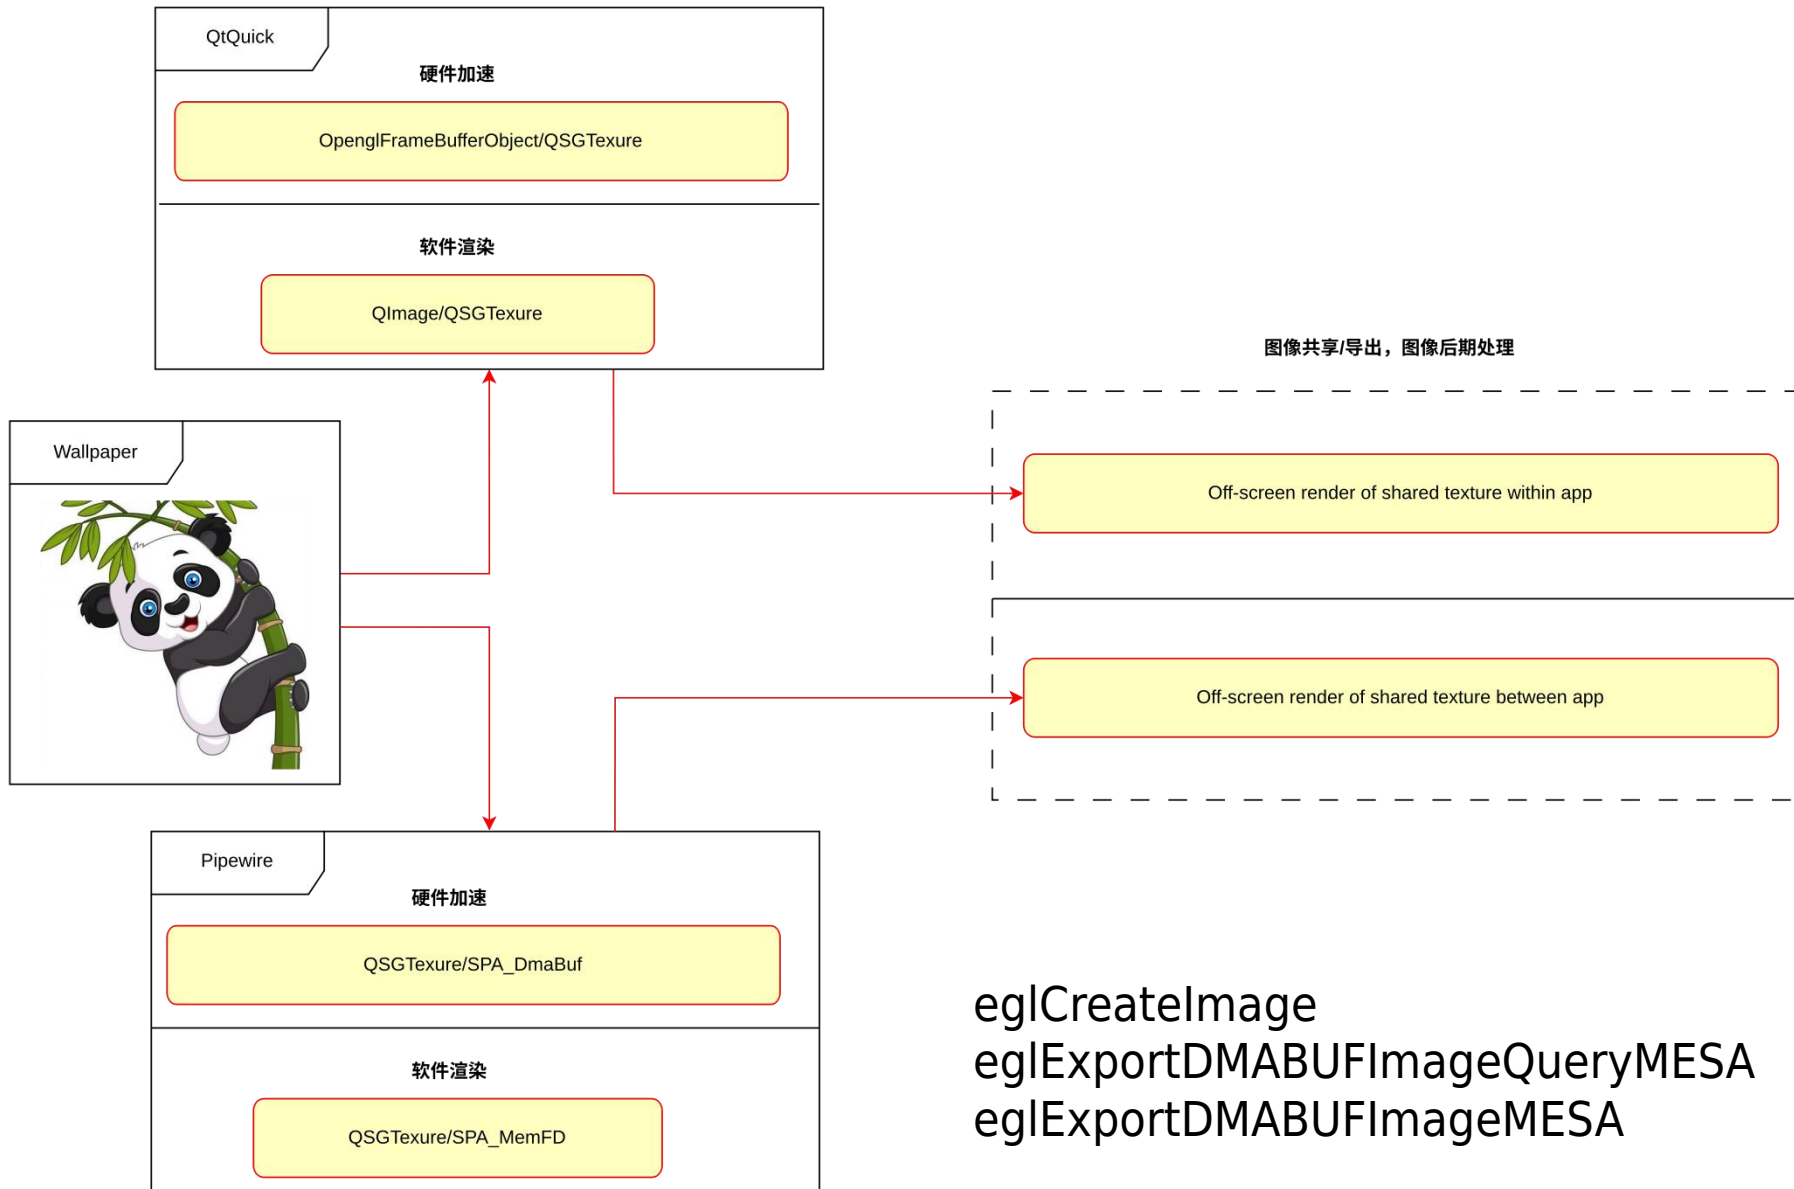 QtQuick
硬件加速
OpenglFrameBufferObject/QSGTexure
软件渲染
QImage/QSGTexure
图像共享/导出，图像后期处理
Wallpaper
Off-screen render of shared texture within app
Off-screen render of shared texture between app
Pipewire
硬件加速
QSGTexure/SPA_DmaBuf
软件渲染
QSGTexure/SPA_MemFD
eglCreateImage
eglExportDMABUFImageQueryMESA
eglExportDMABUFImageMESA